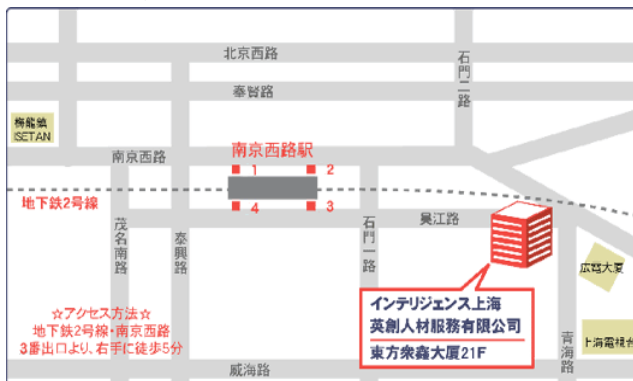 北京西路
石門二路
奉賢路
梅龍鎮
ISETAN
南京西路駅
南京西路
1
2
地下鉄2号線
4
3
呉江路
茂名南路
泰興路
石門一路
広電大厦
インテリジェンス上海
英創人材服務有限公司
東方衆鑫大厦21F
☆アクセス方法☆
地下鉄2号線・南京西路
3番出口より、右手に徒歩5分
青海路
上海電視台
威海路